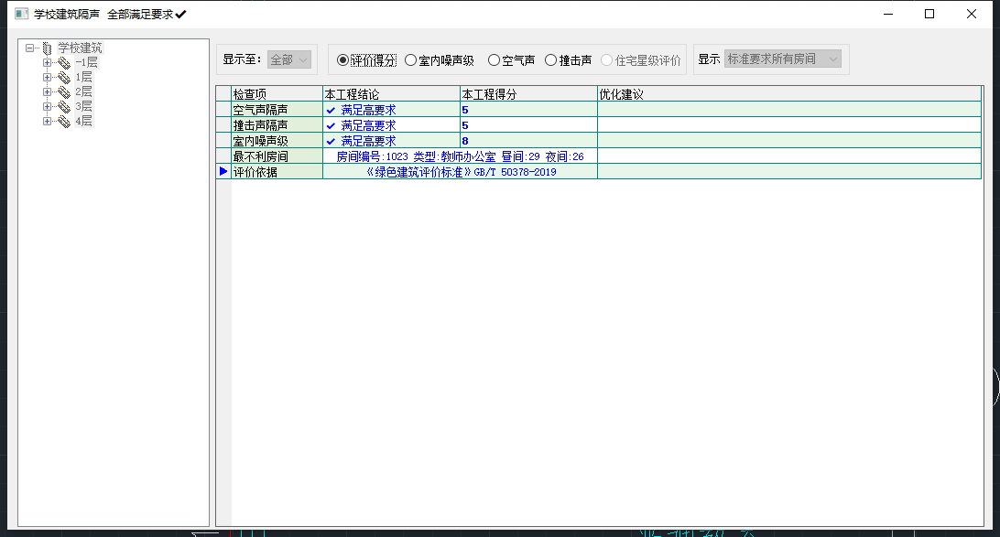 学校建筑隔声 全部满足要求✔
学校建筑
-1层
1层
2层
3层
4层
显示至: 全部 评价得分 室内噪声级 空气声 撞击声 住宅星级评价 显示 标准要求所有房间
检查项 本工程结论 本工程得分 优化建议
空气声隔声 ✔ 满足高要求 5
撞击声隔声 ✔ 满足高要求 5
室内噪声级 ✔ 满足高要求 8
最不利房间 房间编号:1023 类型:教师办公室 昼间:29 夜间:26
评价依据 《绿色建筑评价标准》GB/T 50378-2019